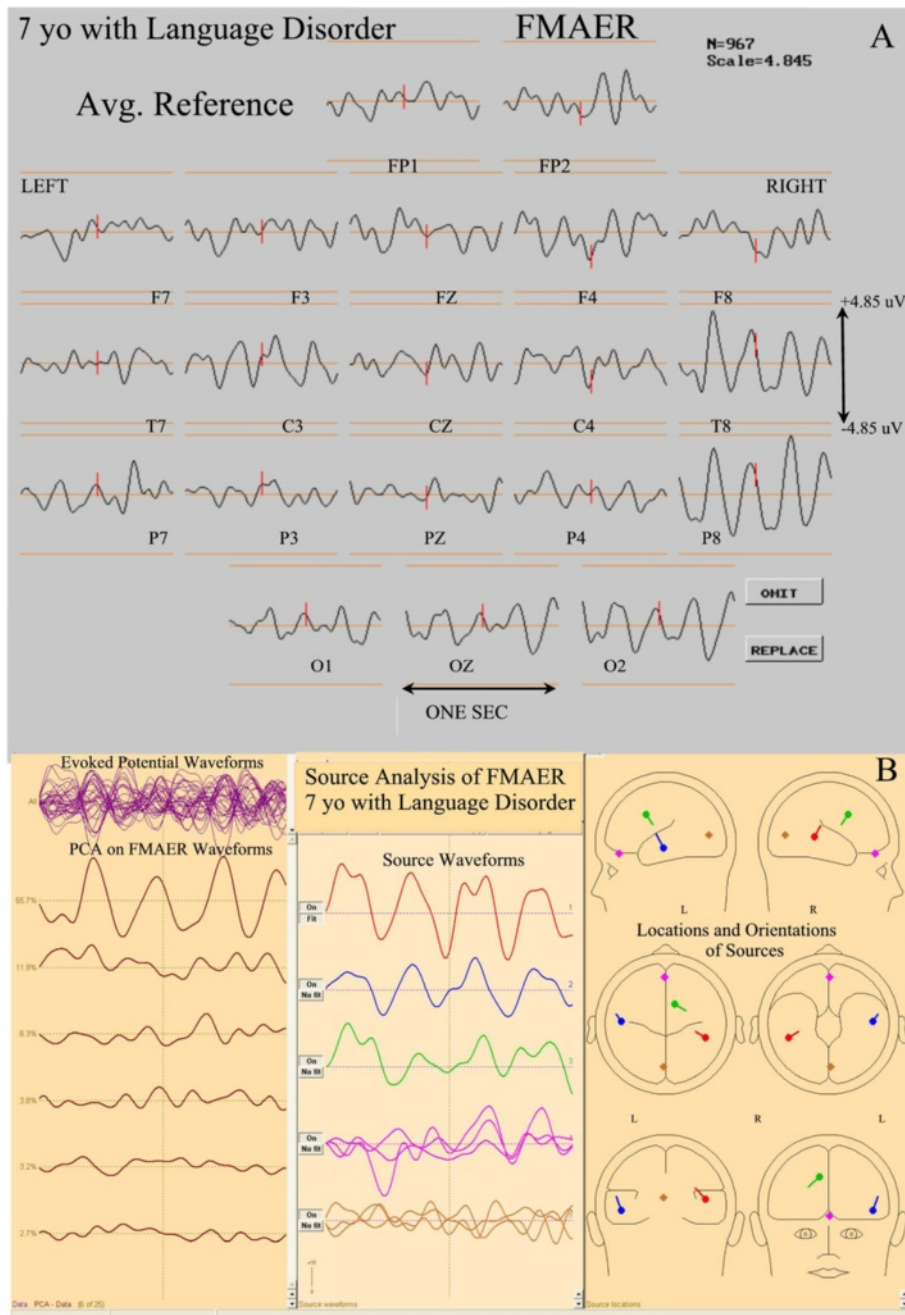 7 yo with Language Disorder
FMAER
N=967
Scale=4.845
A
Avg. Reference
FP1
FP2
LEFT
RIGHT
F7
F3
FZ
F4
F8
+4.85 uV
T7
C3
CZ
C4
T8
-4.85 uV
P7
P3
PZ
P4
P8
OMIT
REPLACE
O1
OZ
O2
ONE SEC
Evoked Potential Waveforms
All
PCA on FMAER Waveforms
65.7%
11.9%
6.3%
3.8%
3.2%
2.7%
Data PCA - Data (6 of 25)
Source Analysis of FMAER
7 yo with Language Disorder
Source Waveforms
On
Fit
1
On
No fit
2
On
No fit
3
On
No fit
On
No fit
Source waveforms
B
L
R
Locations and Orientations
of Sources
L
R
L
Source locations